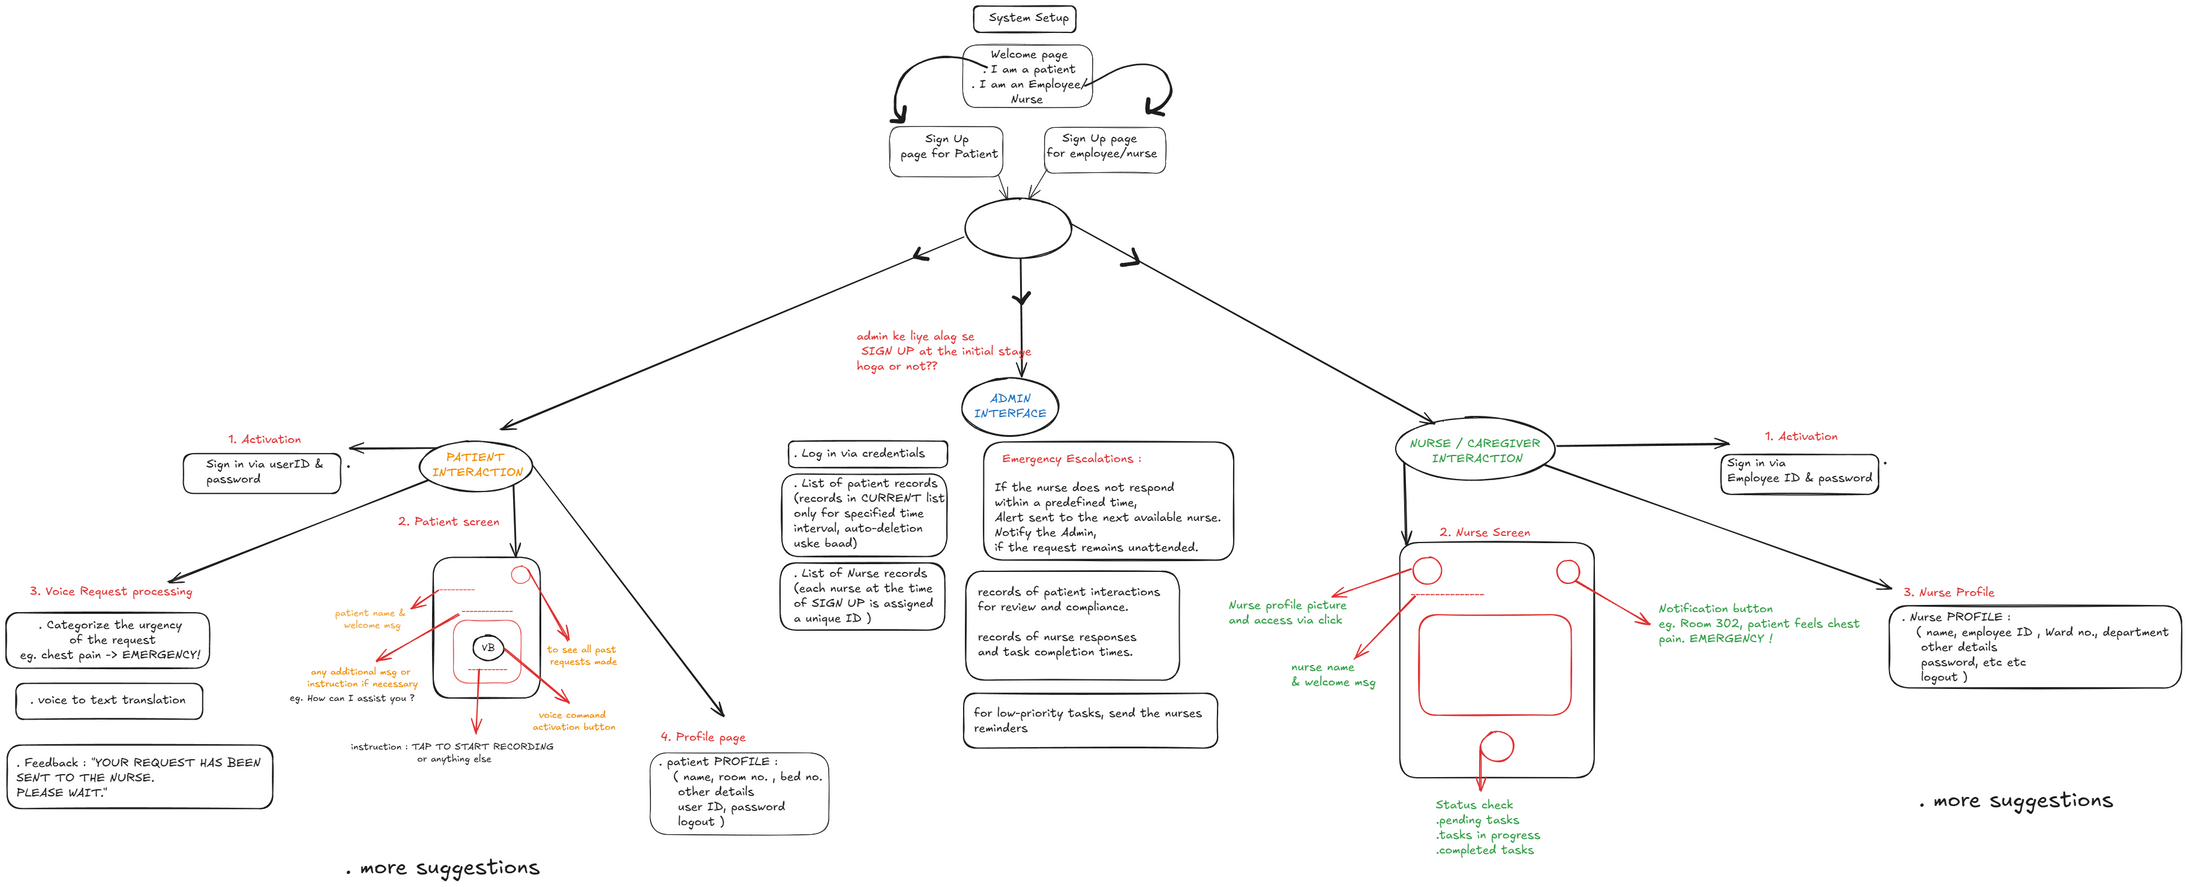 System Setup
Welcome page
. I am a patient
. I am an Employee/
Nurse
Sign Up
page for Patient
Sign Up page
for employee/nurse
admin ke liye alag se
SIGN UP at the initial stage
hoga or not??
ADMIN
INTERFACE
. Log in via credentials
. List of patient records
(records in CURRENT list
only for specified time
interval, auto-deletion
uske baad)
. List of Nurse records
(each nurse at the time
of SIGN UP is assigned
a unique ID )
Emergency Escalations :
If the nurse does not respond
within a predefined time,
Alert sent to the next available nurse.
Notify the Admin,
if the request remains unattended.
records of patient interactions
for review and compliance.
records of nurse responses
and task completion times.
for low-priority tasks, send the nurses
reminders
PATIENT
INTERACTION
1. Activation
Sign in via userID &
password
.
2. Patient screen
patient name &
welcome msg
any additional msg or
instruction if necessary
eg. How can I assist you ?
VB
to see all past
requests made
voice command
activation button
instruction : TAP TO START RECORDING
or anything else
3. Voice Request processing
. Categorize the urgency
of the request
eg. chest pain -> EMERGENCY!
. voice to text translation
. Feedback : "YOUR REQUEST HAS BEEN
SENT TO THE NURSE.
PLEASE WAIT."
4. Profile page
. patient PROFILE :
( name, room no. , bed no.
other details
user ID, password
logout )
. more suggestions
NURSE / CAREGIVER
INTERACTION
1. Activation
Sign in via
Employee ID & password
.
2. Nurse Screen
Nurse profile picture
and access via click
nurse name
& welcome msg
Notification button
eg. Room 302, patient feels chest
pain. EMERGENCY !
Status check
.pending tasks
.tasks in progress
.completed tasks
3. Nurse Profile
. Nurse PROFILE :
( name, employee ID , Ward no., department
other details
password, etc etc
logout )
. more suggestions